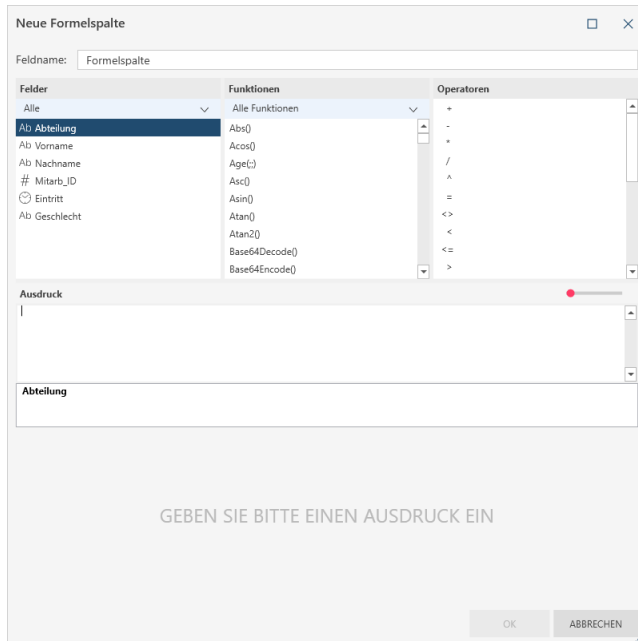 Neue Formelspalte
Feldname: Formelspalte
Felder
Alle
Ab Abteilung
Ab Vorname
Ab Nachname
# Mitarb_ID
Eintritt
Ab Geschlecht
Funktionen
Alle Funktionen
Abs()
Acos()
Age(;;)
Asc()
Asin()
Atan()
Atan2()
Base64Decode()
Base64Encode()
Operatoren
+
-
*
/
^
=
<>
<
<=
>
Ausdruck
Abteilung
GEBEN SIE BITTE EINEN AUSDRUCK EIN
OK ABBRECHEN